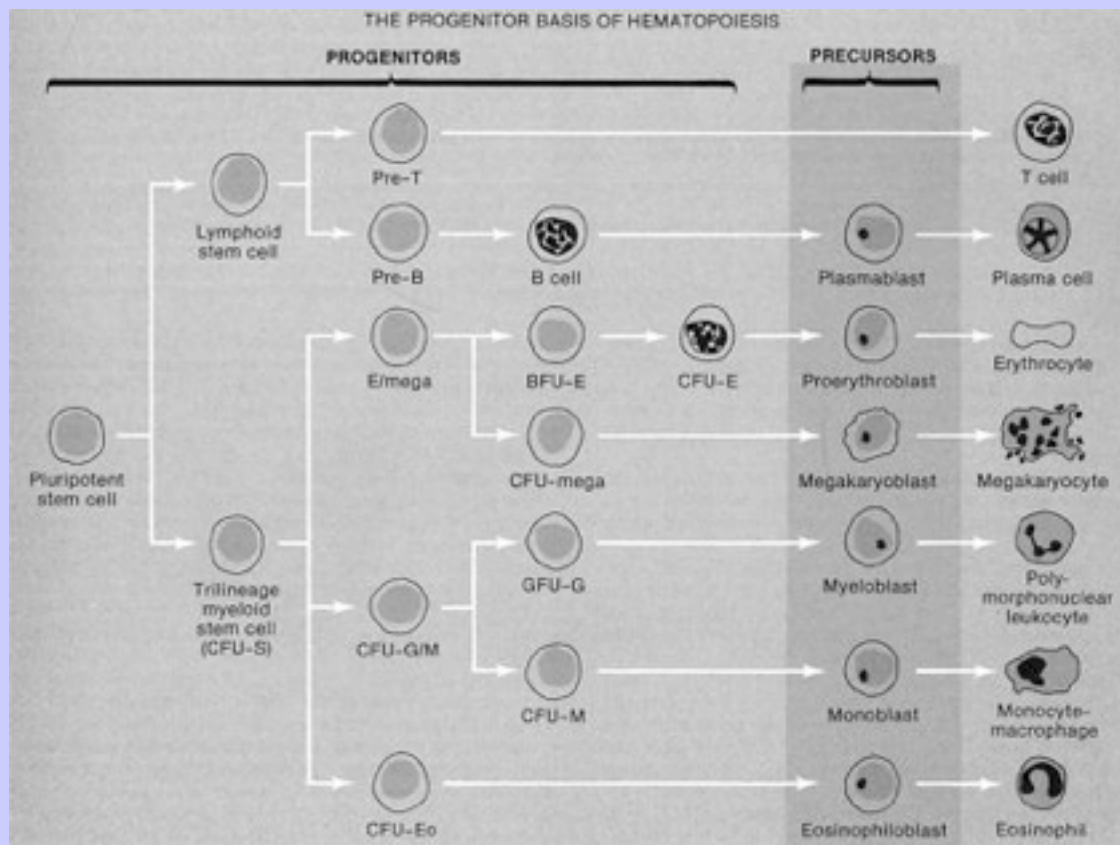 THE PROGENITOR BASIS OF HEMATOPOIESIS
PROGENITORS
PRECURSORS
Pre-T
T cell
Lymphoid
stem cell
Pre-B
B cell
Plasmablast
Plasma cell
E/mega
BFU-E
CFU-E
Proerythroblast
Erythrocyte
Pluripotent
stem cell
CFU-mega
Megakaryoblast
Megakaryocyte
Trilineage
myeloid
stem cell
(CFU-S)
CFU-G/M
GFU-G
Myeloblast
Poly-
morphonuclear
leukocyte
CFU-M
Monoblast
Monocyte-
macrophage
CFU-Eo
Eosinophiloblast
Eosinophil